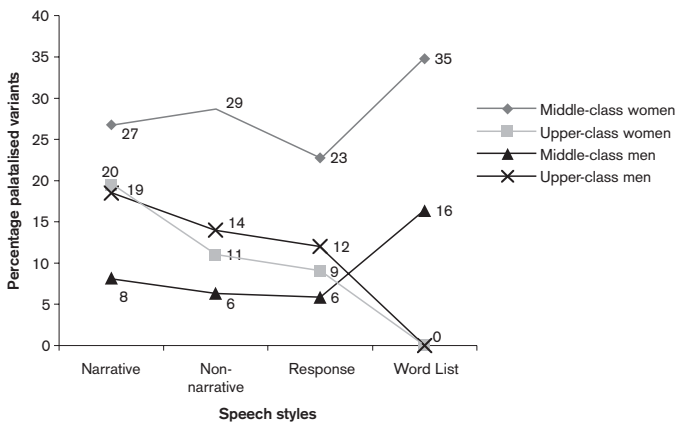 40
35
30
25
20
15
10
5
0
Percentage palatalised variants
27
29
23
35
20
19
14
11
12
9
8
6
6
16
0
Narrative
Non-
narrative
Response
Word List
Speech styles
Middle-class women
Upper-class women
Middle-class men
Upper-class men